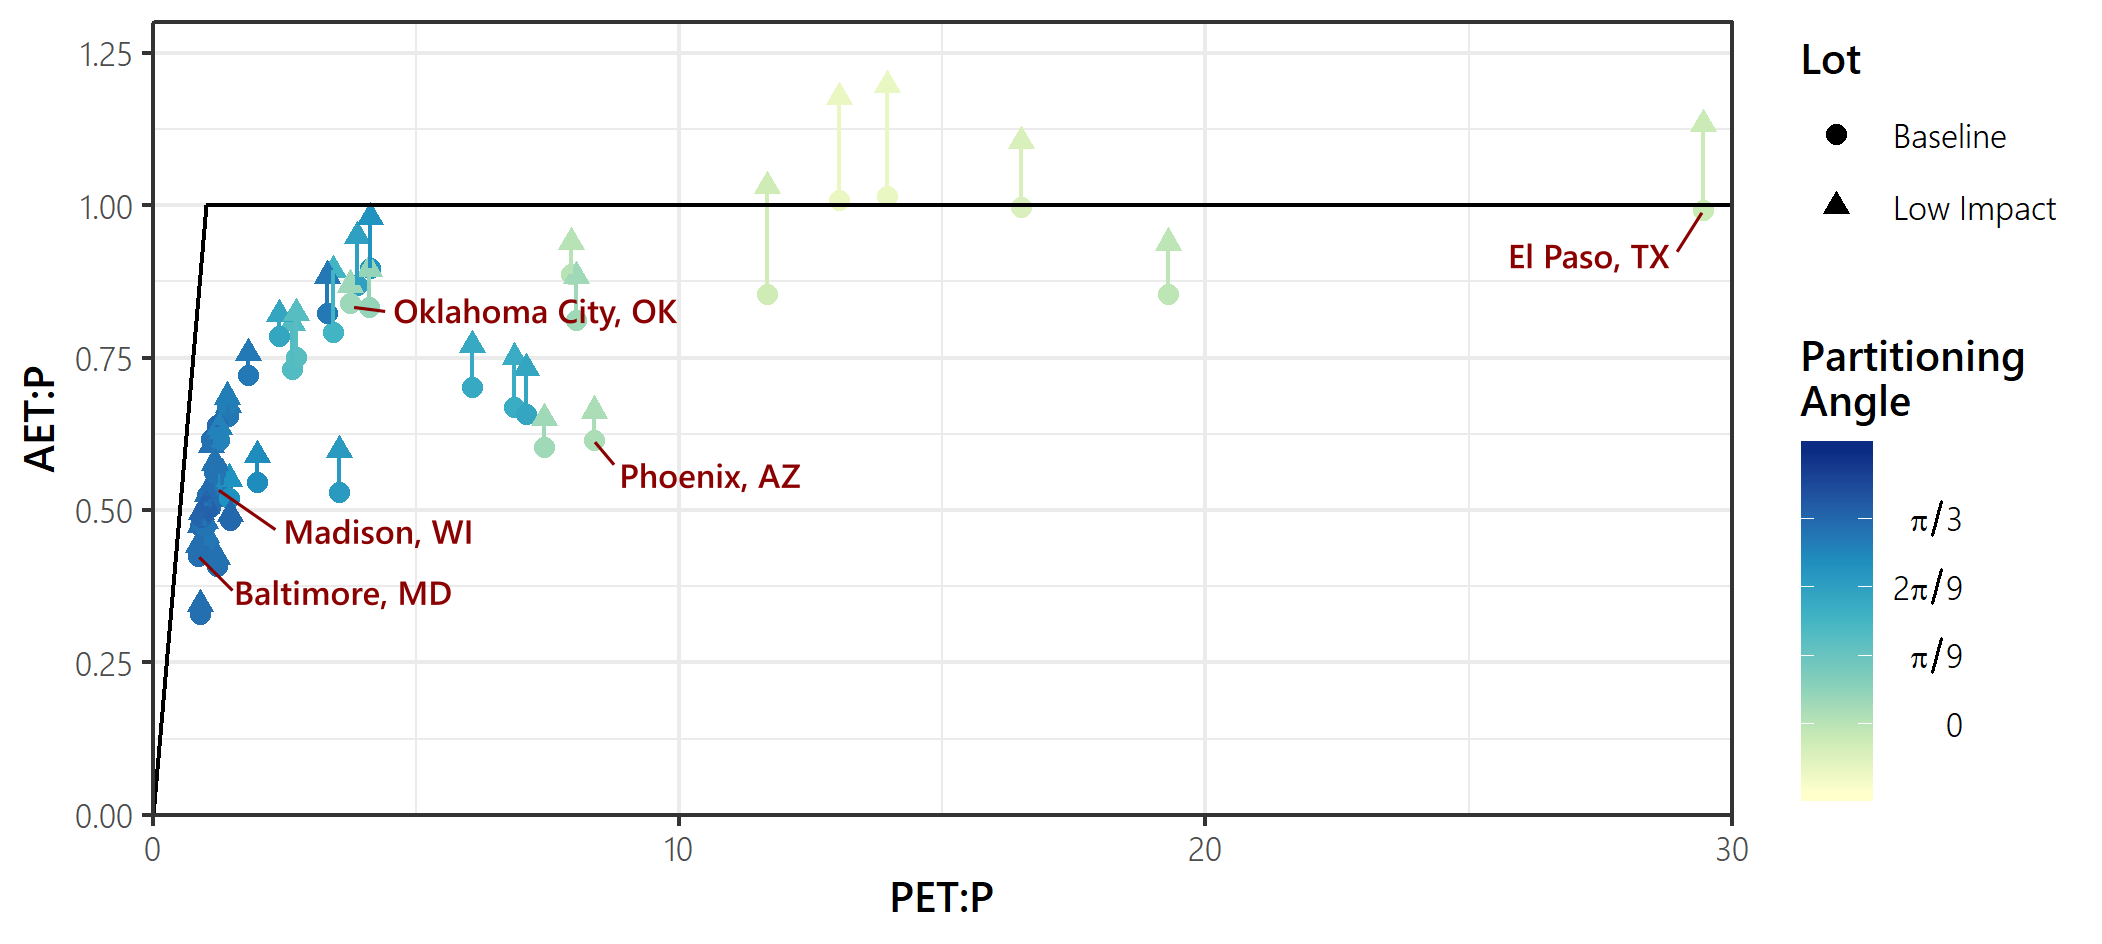 1.25
1.00
0.75
0.50
0.25
0.00
0
10
20
30
AET:P
PET:P
El Paso, TX
Oklahoma City, OK
Phoenix, AZ
Madison, WI
Baltimore, MD
Lot
Baseline
Low Impact
Partitioning
Angle
π/3
2π/9
π/9
0